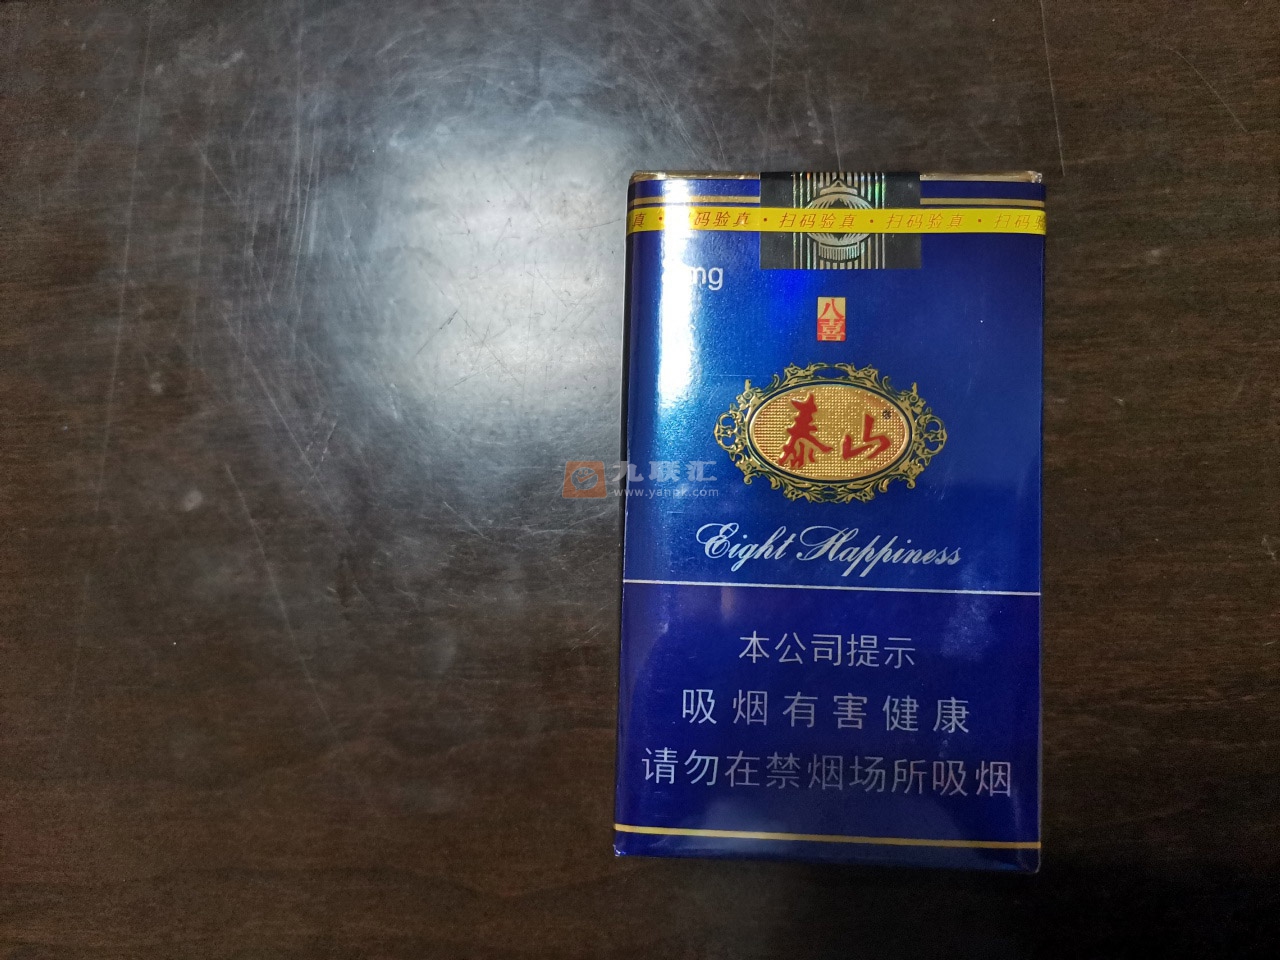 真·扫码验真·扫码验真·扫码验真·扫码验
mg
八喜
泰山®
九联汇
www.yanpk.com
Eight Happiness
本公司提示
吸烟有害健康
请勿在禁烟场所吸烟